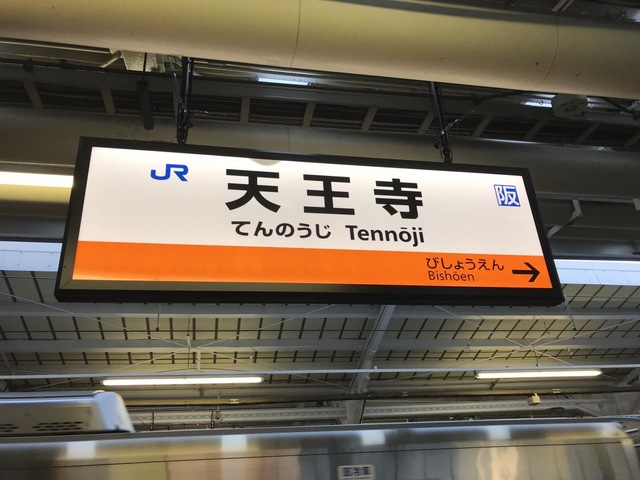 JR 天王寺 阪
てんのうじ Tennōji
びしょうえん
Bishōen →